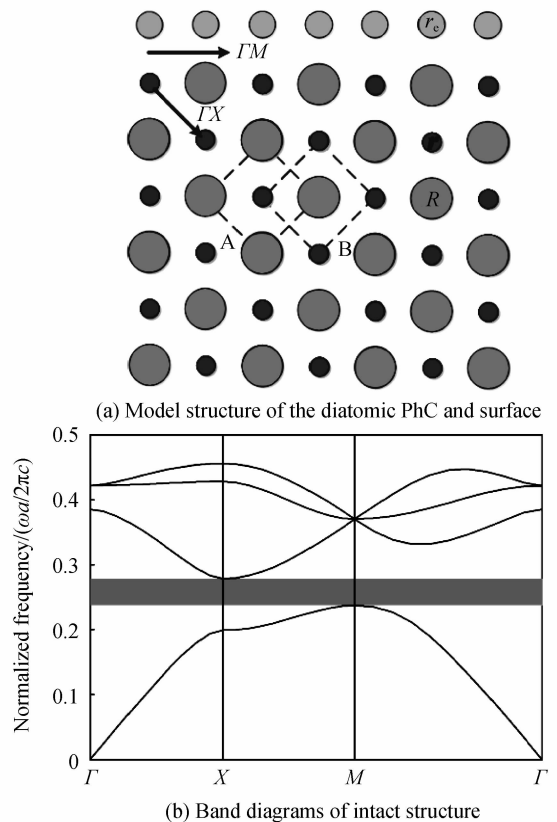 r_e
ΓM
ΓX
R
A
B
(a) Model structure of the diatomic PhC and surface
0.5
0.4
0.3
0.2
0.1
0
Normalized frequency/(ωa/2πc)
Γ
X
M
Γ
(b) Band diagrams of intact structure